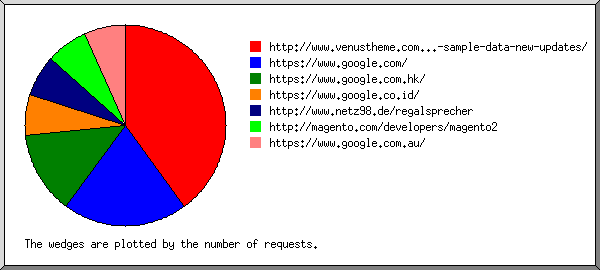 http://www.venustheme.com...-sample-data-new-updates/
https://www.google.com/
https://www.google.com.hk/
https://www.google.co.id/
http://www.netz98.de/regalsprecher
http://magento.com/developers/magento2
https://www.google.com.au/
The wedges are plotted by the number of requests.